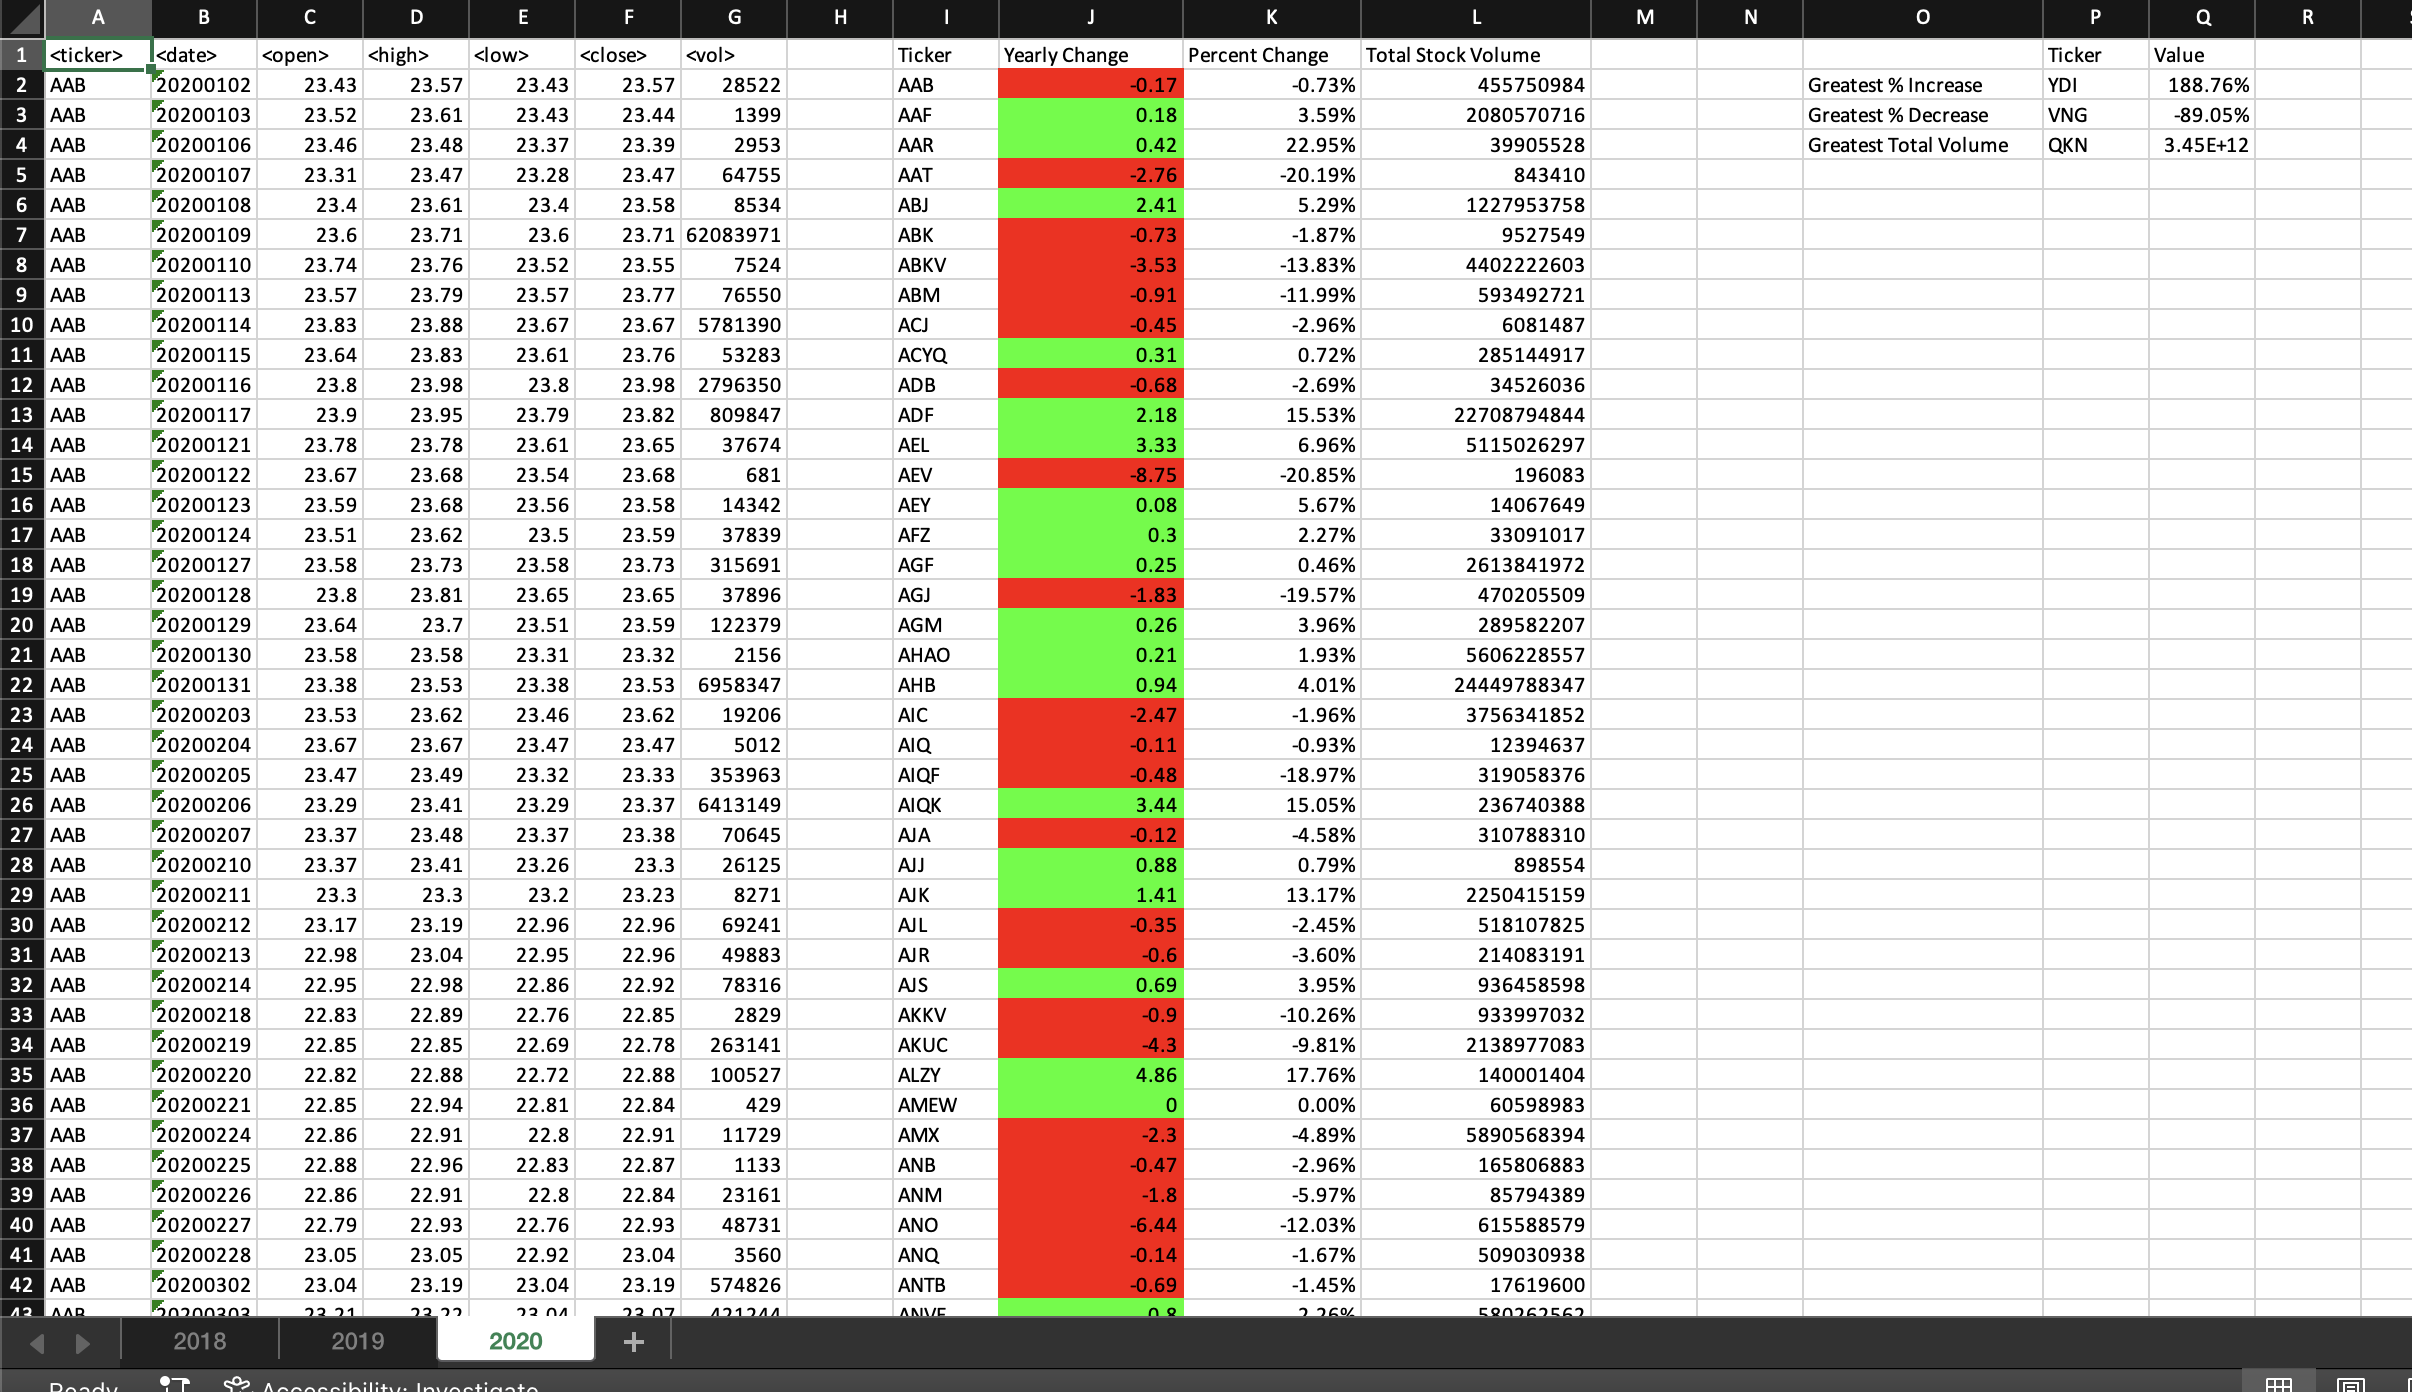 A B C D E F G H I J K L M N O P Q R
1 <ticker> <date> <open> <high> <low> <close> <vol> Ticker Yearly Change Percent Change Total Stock Volume Ticker Value
2 AAB 20200102 23.43 23.57 23.43 23.57 28522 AAB -0.17 -0.73% 455750984 Greatest % Increase YDI 188.76%
3 AAB 20200103 23.52 23.61 23.43 23.44 1399 AAF 0.18 3.59% 2080570716 Greatest % Decrease VNG -89.05%
4 AAB 20200106 23.46 23.48 23.37 23.39 2953 AAR 0.42 22.95% 39905528 Greatest Total Volume QKN 3.45E+12
5 AAB 20200107 23.31 23.47 23.28 23.47 64755 AAT -2.76 -20.19% 843410
6 AAB 20200108 23.4 23.61 23.4 23.58 8534 ABJ 2.41 5.29% 1227953758
7 AAB 20200109 23.6 23.71 23.6 23.71 62083971 ABK -0.73 -1.87% 9527549
8 AAB 20200110 23.74 23.76 23.52 23.55 7524 ABKV -3.53 -13.83% 4402222603
9 AAB 20200113 23.57 23.79 23.57 23.77 76550 ABM -0.91 -11.99% 593492721
10 AAB 20200114 23.83 23.88 23.67 23.67 5781390 ACJ -0.45 -2.96% 6081487
11 AAB 20200115 23.64 23.83 23.61 23.76 53283 ACYQ 0.31 0.72% 285144917
12 AAB 20200116 23.8 23.98 23.8 23.98 2796350 ADB -0.68 -2.69% 34526036
13 AAB 20200117 23.9 23.95 23.79 23.82 809847 ADF 2.18 15.53% 22708794844
14 AAB 20200121 23.78 23.78 23.61 23.65 37674 AEL 3.33 6.96% 5115026297
15 AAB 20200122 23.67 23.68 23.54 23.68 681 AEV -8.75 -20.85% 196083
16 AAB 20200123 23.59 23.68 23.56 23.58 14342 AEY 0.08 5.67% 14067649
17 AAB 20200124 23.51 23.62 23.5 23.59 37839 AFZ 0.3 2.27% 33091017
18 AAB 20200127 23.58 23.73 23.58 23.73 315691 AGF 0.25 0.46% 2613841972
19 AAB 20200128 23.8 23.81 23.65 23.65 37896 AGJ -1.83 -19.57% 470205509
20 AAB 20200129 23.64 23.7 23.51 23.59 122379 AGM 0.26 3.96% 289582207
21 AAB 20200130 23.58 23.58 23.31 23.32 2156 AHAO 0.21 1.93% 5606228557
22 AAB 20200131 23.38 23.53 23.38 23.53 6958347 AHB 0.94 4.01% 24449788347
23 AAB 20200203 23.53 23.62 23.46 23.62 19206 AIC -2.47 -1.96% 3756341852
24 AAB 20200204 23.67 23.67 23.47 23.47 5012 AIQ -0.11 -0.93% 12394637
25 AAB 20200205 23.47 23.49 23.32 23.33 353963 AIQF -0.48 -18.97% 319058376
26 AAB 20200206 23.29 23.41 23.29 23.37 6413149 AIQK 3.44 15.05% 236740388
27 AAB 20200207 23.37 23.48 23.37 23.38 70645 AJA -0.12 -4.58% 310788310
28 AAB 20200210 23.37 23.41 23.26 23.3 26125 AJJ 0.88 0.79% 898554
29 AAB 20200211 23.3 23.3 23.2 23.23 8271 AJK 1.41 13.17% 2250415159
30 AAB 20200212 23.17 23.19 22.96 22.96 69241 AJL -0.35 -2.45% 518107825
31 AAB 20200213 22.98 23.04 22.95 22.96 49883 AJR -0.6 -3.60% 214083191
32 AAB 20200214 22.95 22.98 22.86 22.92 78316 AJS 0.69 3.95% 936458598
33 AAB 20200218 22.83 22.89 22.76 22.85 2829 AKKV -0.9 -10.26% 933997032
34 AAB 20200219 22.85 22.85 22.69 22.78 263141 AKUC -4.3 -9.81% 2138977083
35 AAB 20200220 22.82 22.88 22.72 22.88 100527 ALZY 4.86 17.76% 140001404
36 AAB 20200221 22.85 22.94 22.81 22.84 429 AMEW 0 0.00% 60598983
37 AAB 20200224 22.86 22.91 22.8 22.91 11729 AMX -2.3 -4.89% 5890568394
38 AAB 20200225 22.88 22.96 22.83 22.87 1133 ANB -0.47 -2.96% 165806883
39 AAB 20200226 22.86 22.91 22.8 22.84 23161 ANM -1.8 -5.97% 85794389
40 AAB 20200227 22.79 22.93 22.76 22.93 48731 ANO -6.44 -12.03% 615588579
41 AAB 20200228 23.05 23.05 22.92 23.04 3560 ANQ -0.14 -1.67% 509030938
42 AAB 20200302 23.04 23.19 23.04 23.19 574826 ANTB -0.69 -1.45% 17619600
43 AAB 20200303 23.21 23.22 23.04 23.07 421244 0.8 2.26%
2018 2019 2020 +
Ready Accessibility: Investigate